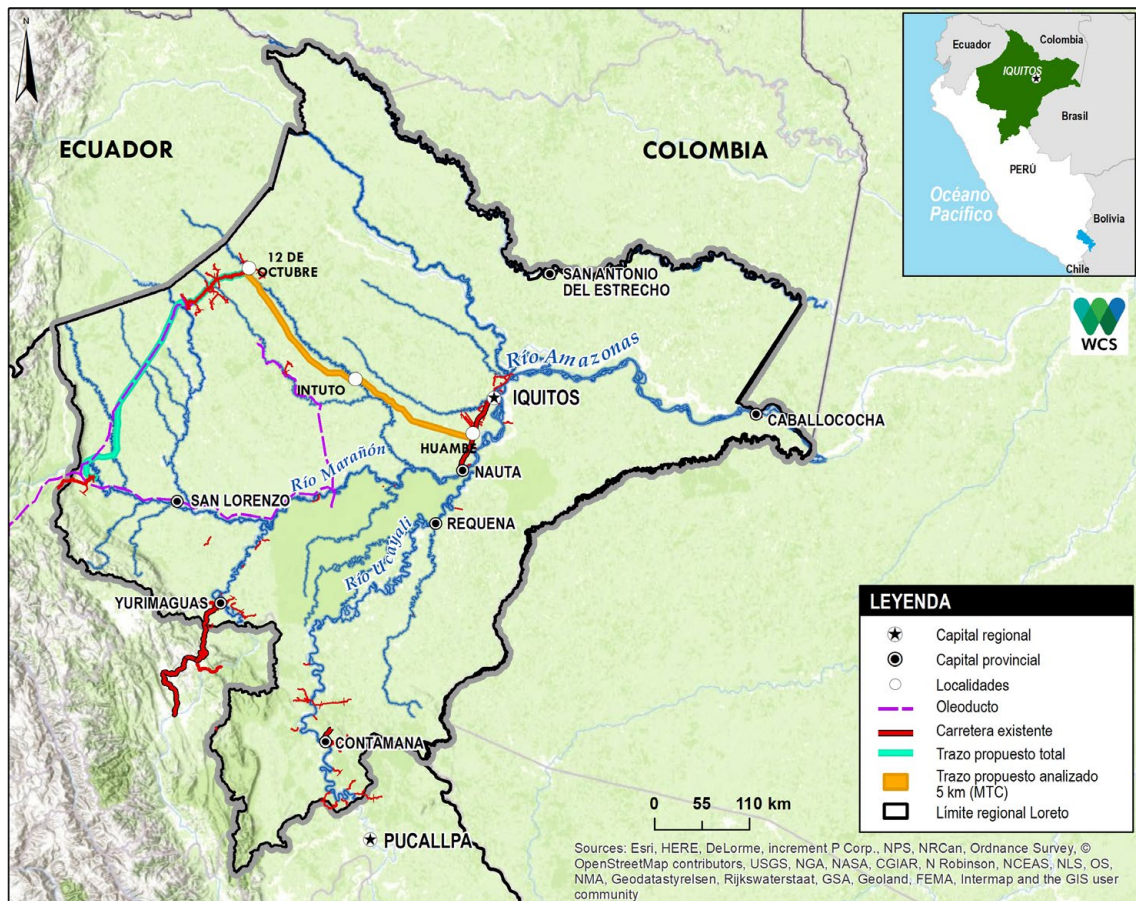 N
ECUADOR
COLOMBIA
Ecuador
Colombia
IQUITOS
Brasil
PERÚ
Océano
Pacífico
Bolivia
Chile
WCS
12 DE
OCTUBRE
SAN ANTONIO
DEL ESTRECHO
Río Amazonas
INTUTO
IQUITOS
CABALLOCOCHA
HUAMBE
Río Marañón
NAUTA
SAN LORENZO
REQUENA
Río Ucayali
YURIMAGUAS
CONTAMANA
PUCALLPA
0 55 110 km
LEYENDA
Capital regional
Capital provincial
Localidades
Oleoducto
Carretera existente
Trazo propuesto total
Trazo propuesto analizado
5 km (MTC)
Límite regional Loreto
Sources: Esri, HERE, DeLorme, increment P Corp., NPS, NRCan, Ordnance Survey, ©
OpenStreetMap contributors, USGS, NGA, NASA, CGIAR, N Robinson, NCEAS, NLS, OS,
NMA, Geodatastyrelsen, Rijkswaterstaat, GSA, Geoland, FEMA, Intermap and the GIS user
community